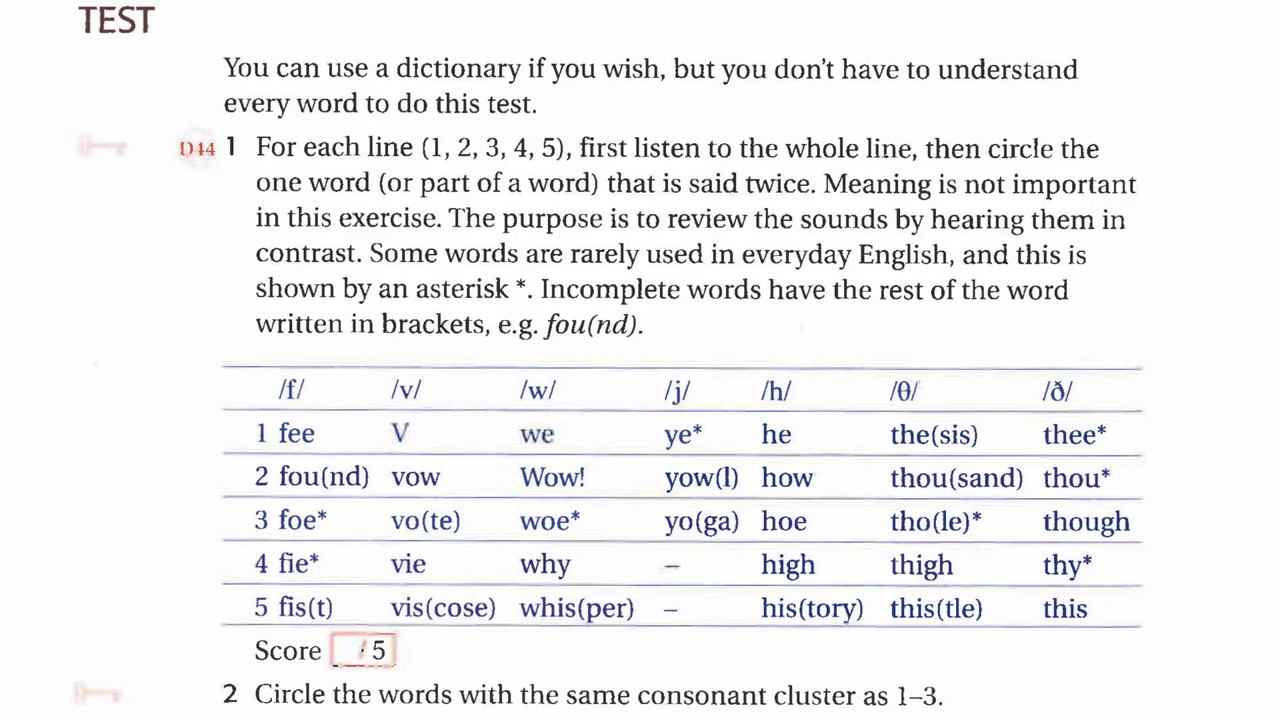 TEST
You can use a dictionary if you wish, but you don't have to understand
every word to do this test.
D44 1 For each line (1, 2, 3, 4, 5), first listen to the whole line, then circle the
one word (or part of a word) that is said twice. Meaning is not important
in this exercise. The purpose is to review the sounds by hearing them in
contrast. Some words are rarely used in everyday English, and this is
shown by an asterisk *. Incomplete words have the rest of the word
written in brackets, e.g. fou(nd).
/f/ /v/ /w/ /j/ /h/ /θ/ /ð/
1 fee V we ye* he the(sis) thee*
2 fou(nd) vow Wow! yow(l) how thou(sand) thou*
3 foe* vo(te) woe* yo(ga) hoe tho(le)* though
4 fie* vie why – high thigh thy*
5 fis(t) vis(cose) whis(per) – his(tory) this(tle) this
Score /5
2 Circle the words with the same consonant cluster as 1–3.